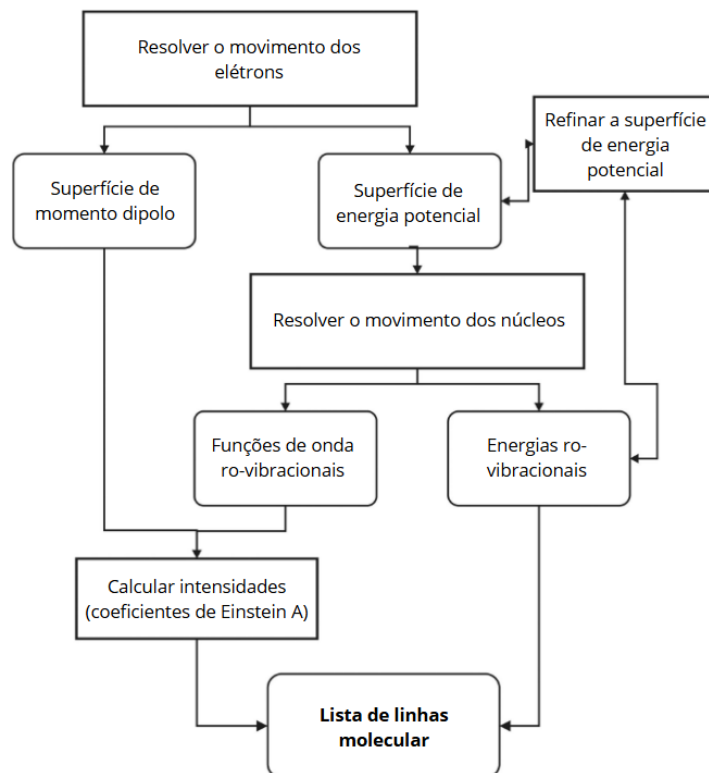 Resolver o movimento dos
elétrons
Refinar a superfície
de energia
potencial
Superfície de
momento dipolo
Superfície de
energia potencial
Resolver o movimento dos núcleos
Funções de onda
ro-vibracionais
Energias ro-
vibracionais
Calcular intensidades
(coeficientes de Einstein A)
Lista de linhas
molecular